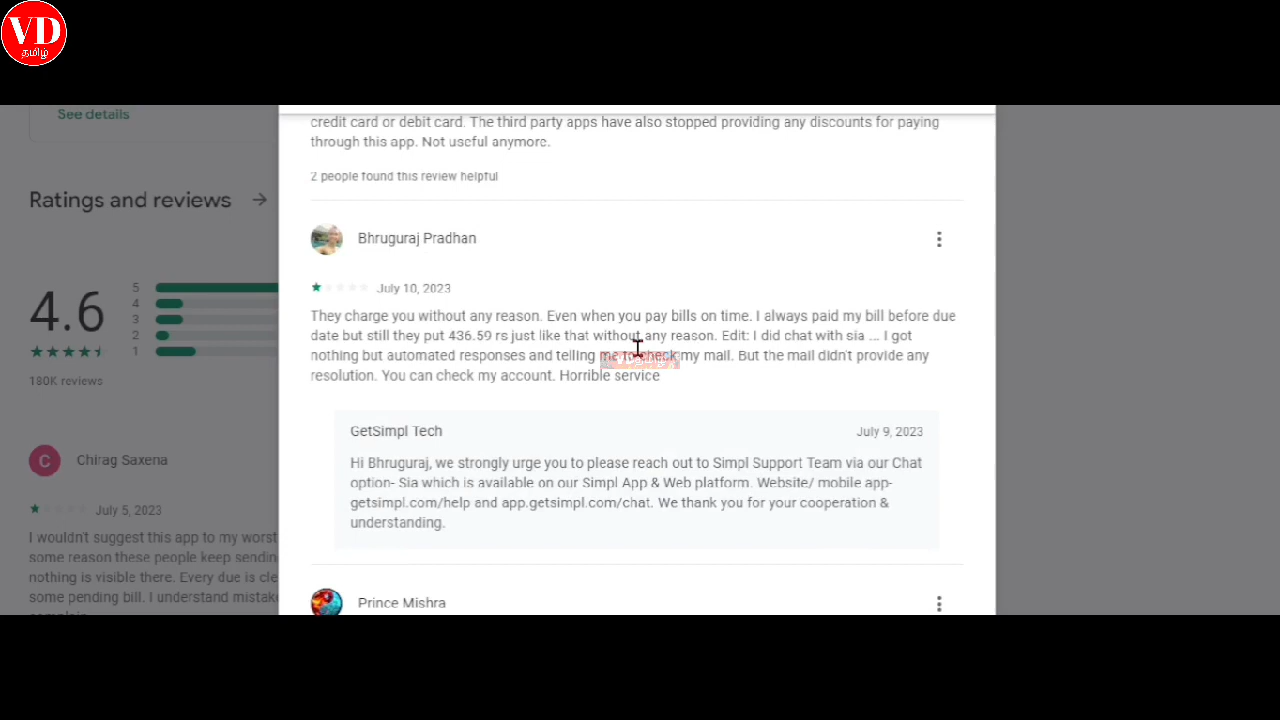 VD
தமிழ்
See details
Ratings and reviews
4.6
5
4
3
2
1
180K reviews
C
Chirag Saxena
July 5, 2023
I wouldn't suggest this app to my worst
some reason these people keep sending
nothing is visible there. Every due is cle
some pending bill. I understand mistake
credit card or debit card. The third party apps have also stopped providing any discounts for paying
through this app. Not useful anymore.
2 people found this review helpful
Bhruguraj Pradhan
July 10, 2023
They charge you without any reason. Even when you pay bills on time. I always paid my bill before due
date but still they put 436.59 rs just like that without any reason. Edit: I did chat with sia ... I got
nothing but automated responses and telling me to check my mail. But the mail didn't provide any
resolution. You can check my account. Horrible service
GetSimpl Tech
July 9, 2023
Hi Bhruguraj, we strongly urge you to please reach out to Simpl Support Team via our Chat
option- Sia which is available on our Simpl App & Web platform. Website/ mobile app-
getsimpl.com/help and app.getsimpl.com/chat. We thank you for your cooperation &
understanding.
Prince Mishra